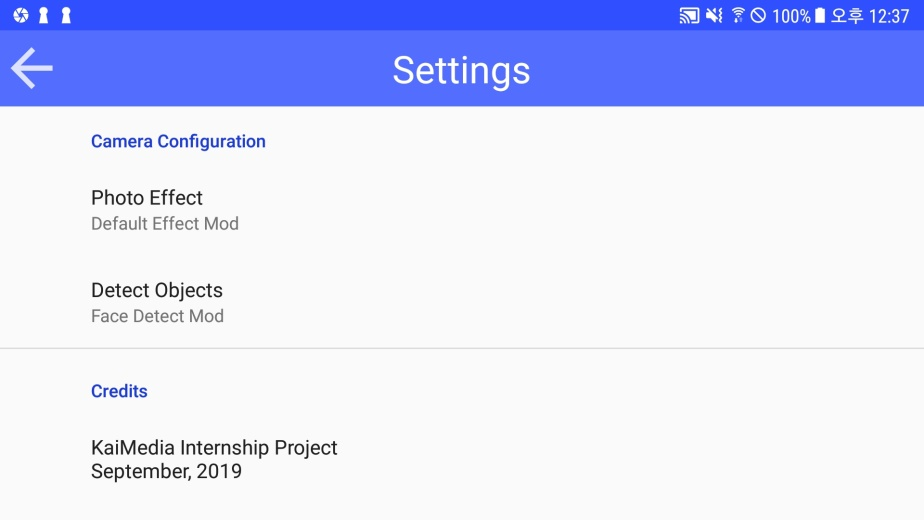 100% 오후 12:37
Settings
Camera Configuration
Photo Effect
Default Effect Mod
Detect Objects
Face Detect Mod
Credits
KaiMedia Internship Project
September, 2019